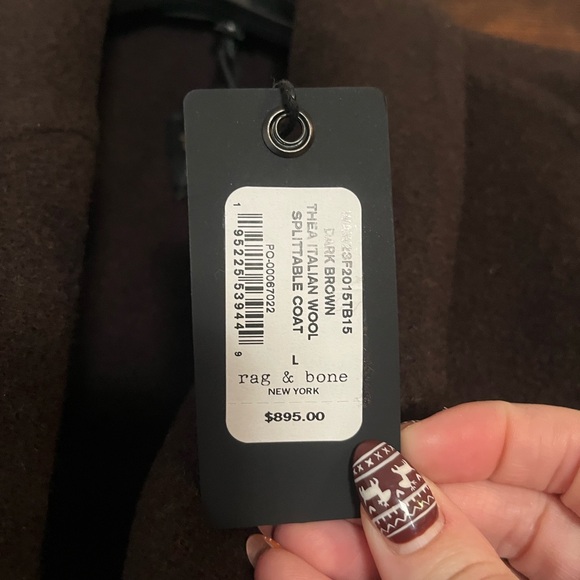 DARK BROWN
THEA ITALIAN WOOL
SPLITTABLE COAT
PO-00067022
1 95225 53944 9
L
rag & bone
NEW YORK
$895.00